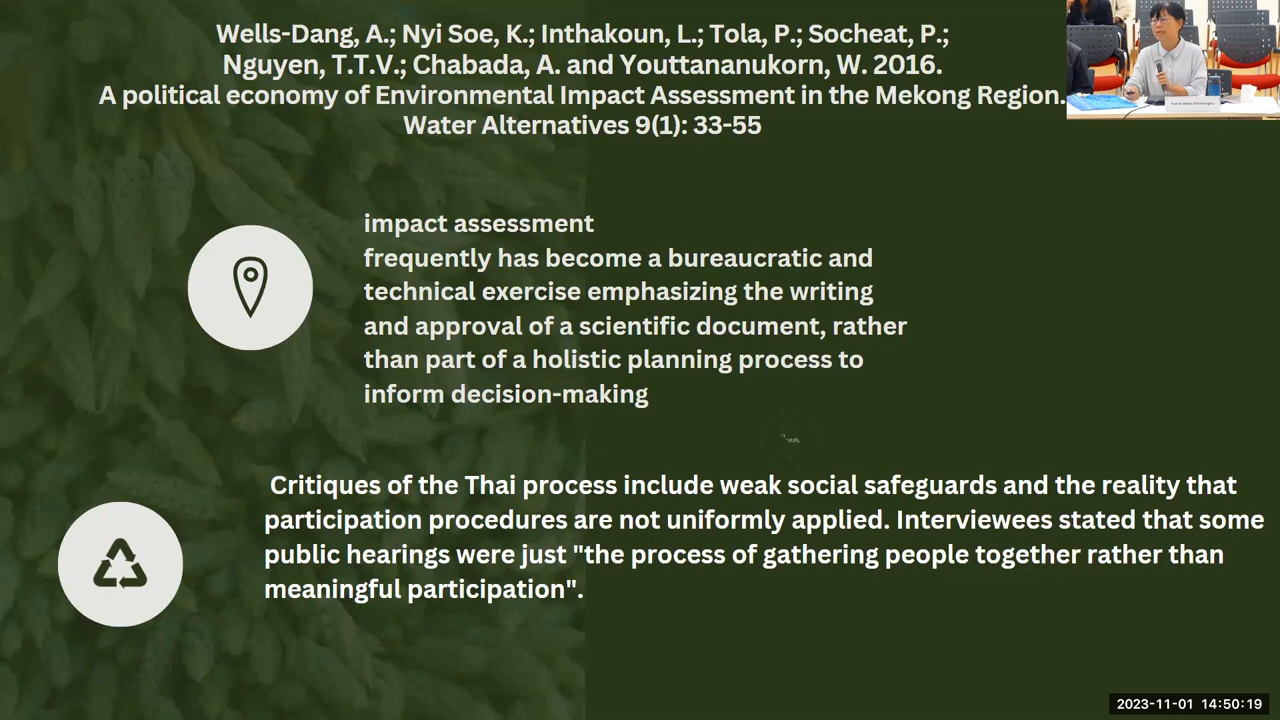 Wells-Dang, A.; Nyi Soe, K.; Inthakoun, L.; Tola, P.; Socheat, P.;
Nguyen, T.T.V.; Chabada, A. and Youttananukorn, W. 2016.
A political economy of Environmental Impact Assessment in the Mekong Region.
Water Alternatives 9(1): 33-55
impact assessment
frequently has become a bureaucratic and
technical exercise emphasizing the writing
and approval of a scientific document, rather
than part of a holistic planning process to
inform decision-making
Critiques of the Thai process include weak social safeguards and the reality that
participation procedures are not uniformly applied. Interviewees stated that some
public hearings were just "the process of gathering people together rather than
meaningful participation".
2023-11-01 14:50:19